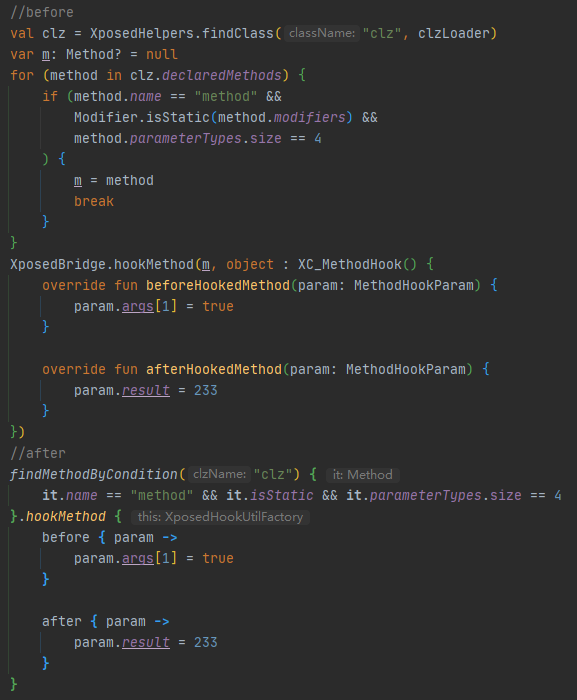 //before
val clz = XposedHelpers.findClass( className: "clz", clzLoader)
var m: Method? = null
for (method in clz.declaredMethods) {
    if (method.name == "method" &&
        Modifier.isStatic(method.modifiers) &&
        method.parameterTypes.size == 4
    ) {
        m = method
        break
    }
}
XposedBridge.hookMethod(m, object : XC_MethodHook() {
    override fun beforeHookedMethod(param: MethodHookParam) {
        param.args[1] = true
    }

    override fun afterHookedMethod(param: MethodHookParam) {
        param.result = 233
    }
})
//after
findMethodByCondition( clzName: "clz") { it: Method
    it.name == "method" && it.isStatic && it.parameterTypes.size == 4
}.hookMethod { this: XposedHookUtilFactory
    before { param ->
        param.args[1] = true
    }

    after { param ->
        param.result = 233
    }
}